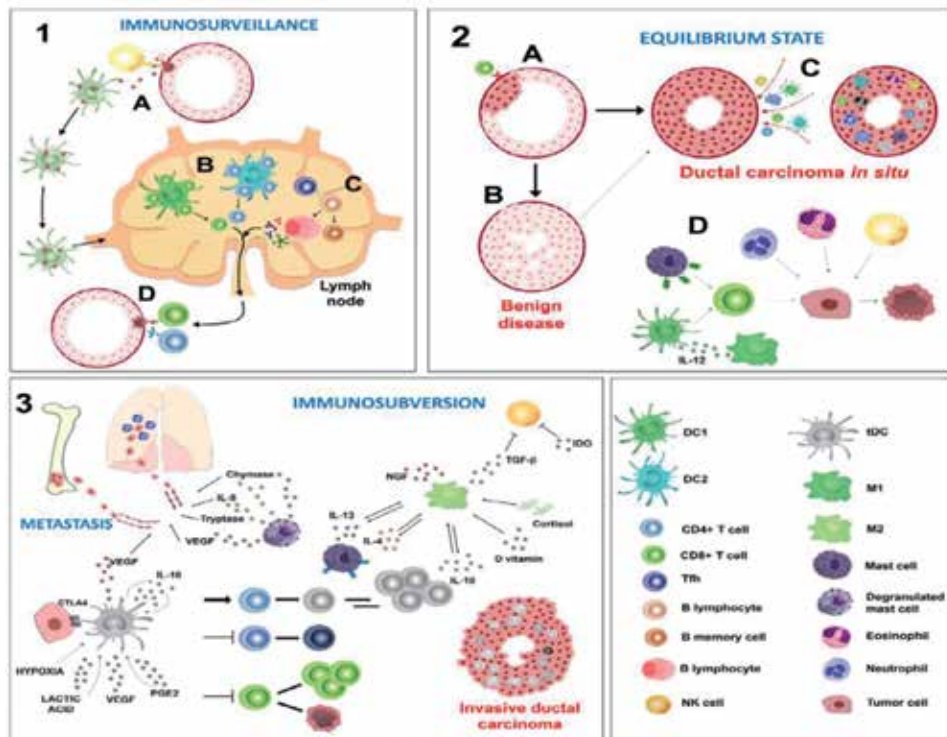 1
IMMUNOSURVEILLANCE
A
B
C
D
Lymph
node
2
EQUILIBRIUM STATE
A
B
C
Ductal carcinoma in situ
D
Benign
disease
IL-12
3
IMMUNOSUBVERSION
METASTASIS
Chymase
IL-8
Tryptase
VEGF
NGF
TGF-β
IDO
IL-13
IL-4
Cortisol
D vitamin
IL-10
VEGF
IL-10
CTLA4
HYPOXIA
LACTIC
ACID
VEGF
PGE2
Invasive ductal
carcinoma
DC1
DC2
CD4+ T cell
CD8+ T cell
Tfh
B lymphocyte
B memory cell
B lymphocyte
NK cell
tDC
M1
M2
Mast cell
Degranulated
mast cell
Eosinophil
Neutrophil
Tumor cell